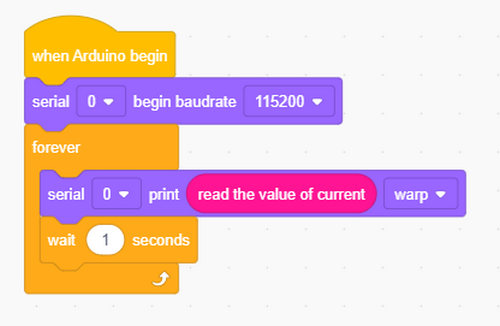 when Arduino begin
serial 0 begin baudrate 115200
forever
serial 0 print read the value of current warp
wait 1 seconds